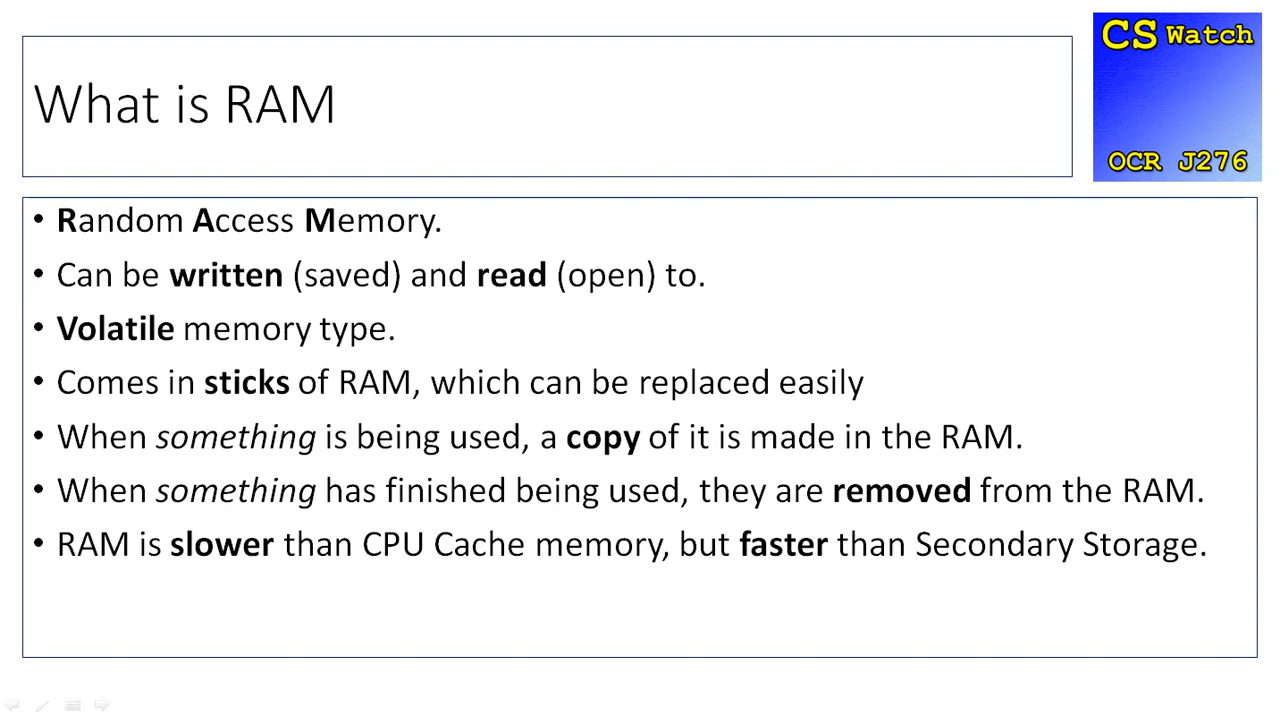 CS Watch
What is RAM
OCR J276
• Random Access Memory.
• Can be written (saved) and read (open) to.
• Volatile memory type.
• Comes in sticks of RAM, which can be replaced easily
• When something is being used, a copy of it is made in the RAM.
• When something has finished being used, they are removed from the RAM.
• RAM is slower than CPU Cache memory, but faster than Secondary Storage.